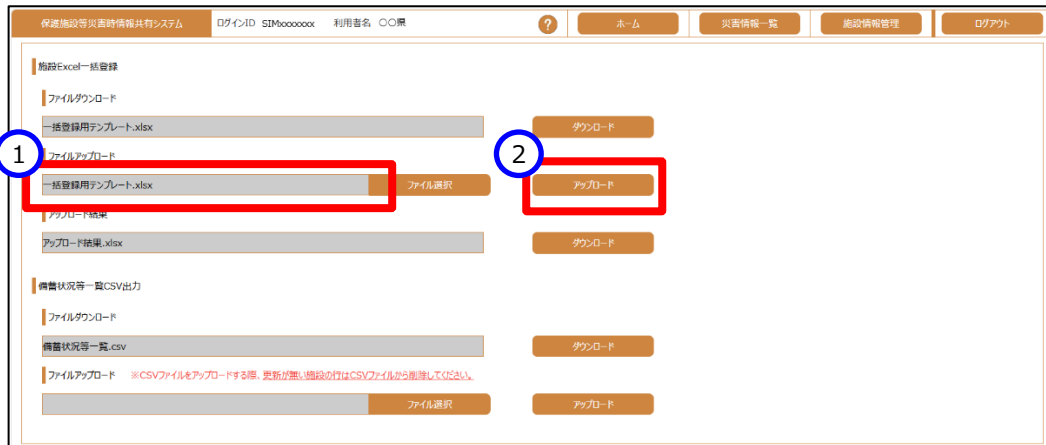 保護施設等災害時情報共有システム ログインID SIMxxxxxxx 利用者名 〇〇県 ? ホーム 災害情報一覧 施設情報管理 ログアウト
施設Excel一括登録
ファイルダウンロード
一括登録用テンプレート.xlsx ダウンロード
1 ファイルアップロード 2
一括登録用テンプレート.xlsx ファイル選択 アップロード
アップロード結果
アップロード結果.xlsx ダウンロード
備蓄状況等一覧CSV出力
ファイルダウンロード
備蓄状況等一覧.csv ダウンロード
ファイルアップロード ※CSVファイルをアップロードする際、更新が無い施設の行はCSVファイルから削除してください。
ファイル選択 アップロード